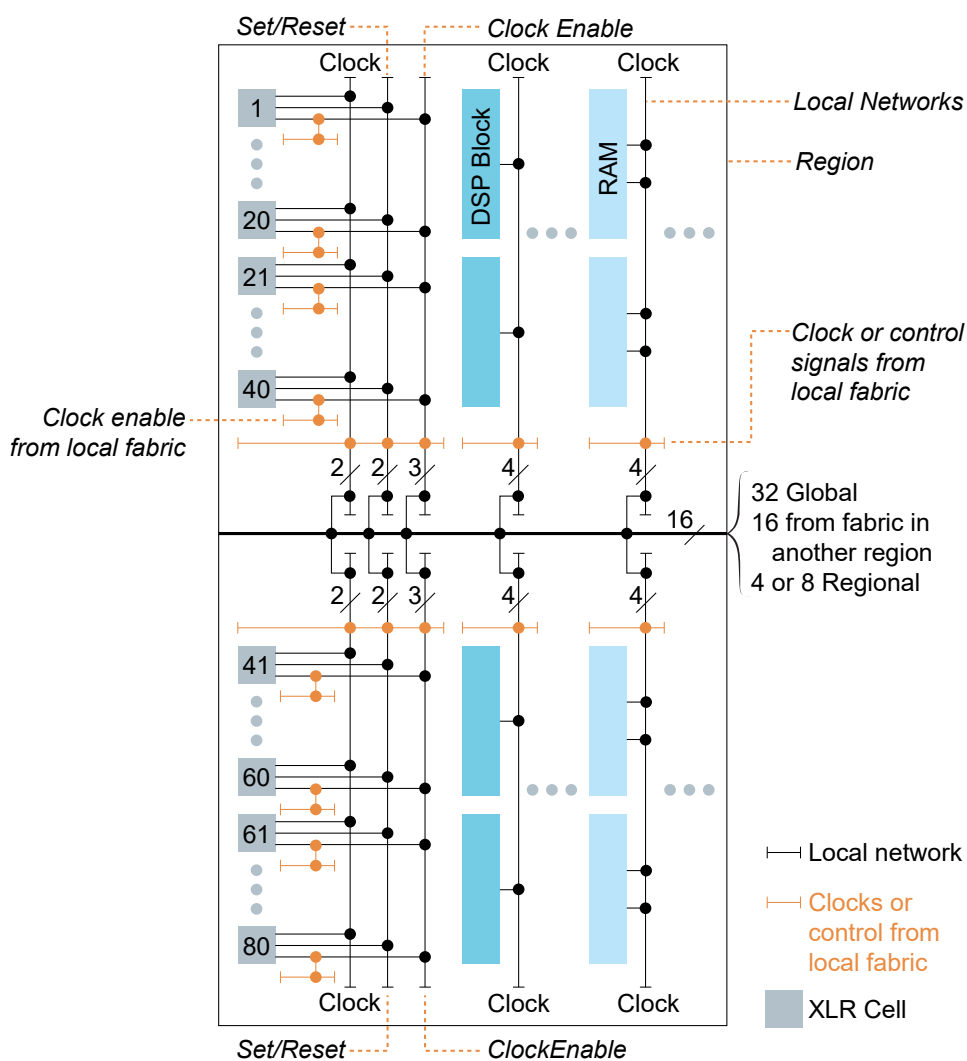 Set/Reset
Clock Enable
Clock
Clock
Clock
1
DSP Block
RAM
Local Networks
Region
20
21
40
Clock or control
signals from
local fabric
Clock enable
from local fabric
2
2
3
4
4
16
32 Global
16 from fabric in
another region
4 or 8 Regional
2
2
3
4
4
41
60
61
80
Local network
Clocks or
control from
local fabric
XLR Cell
Clock
Clock
Clock
Set/Reset
ClockEnable